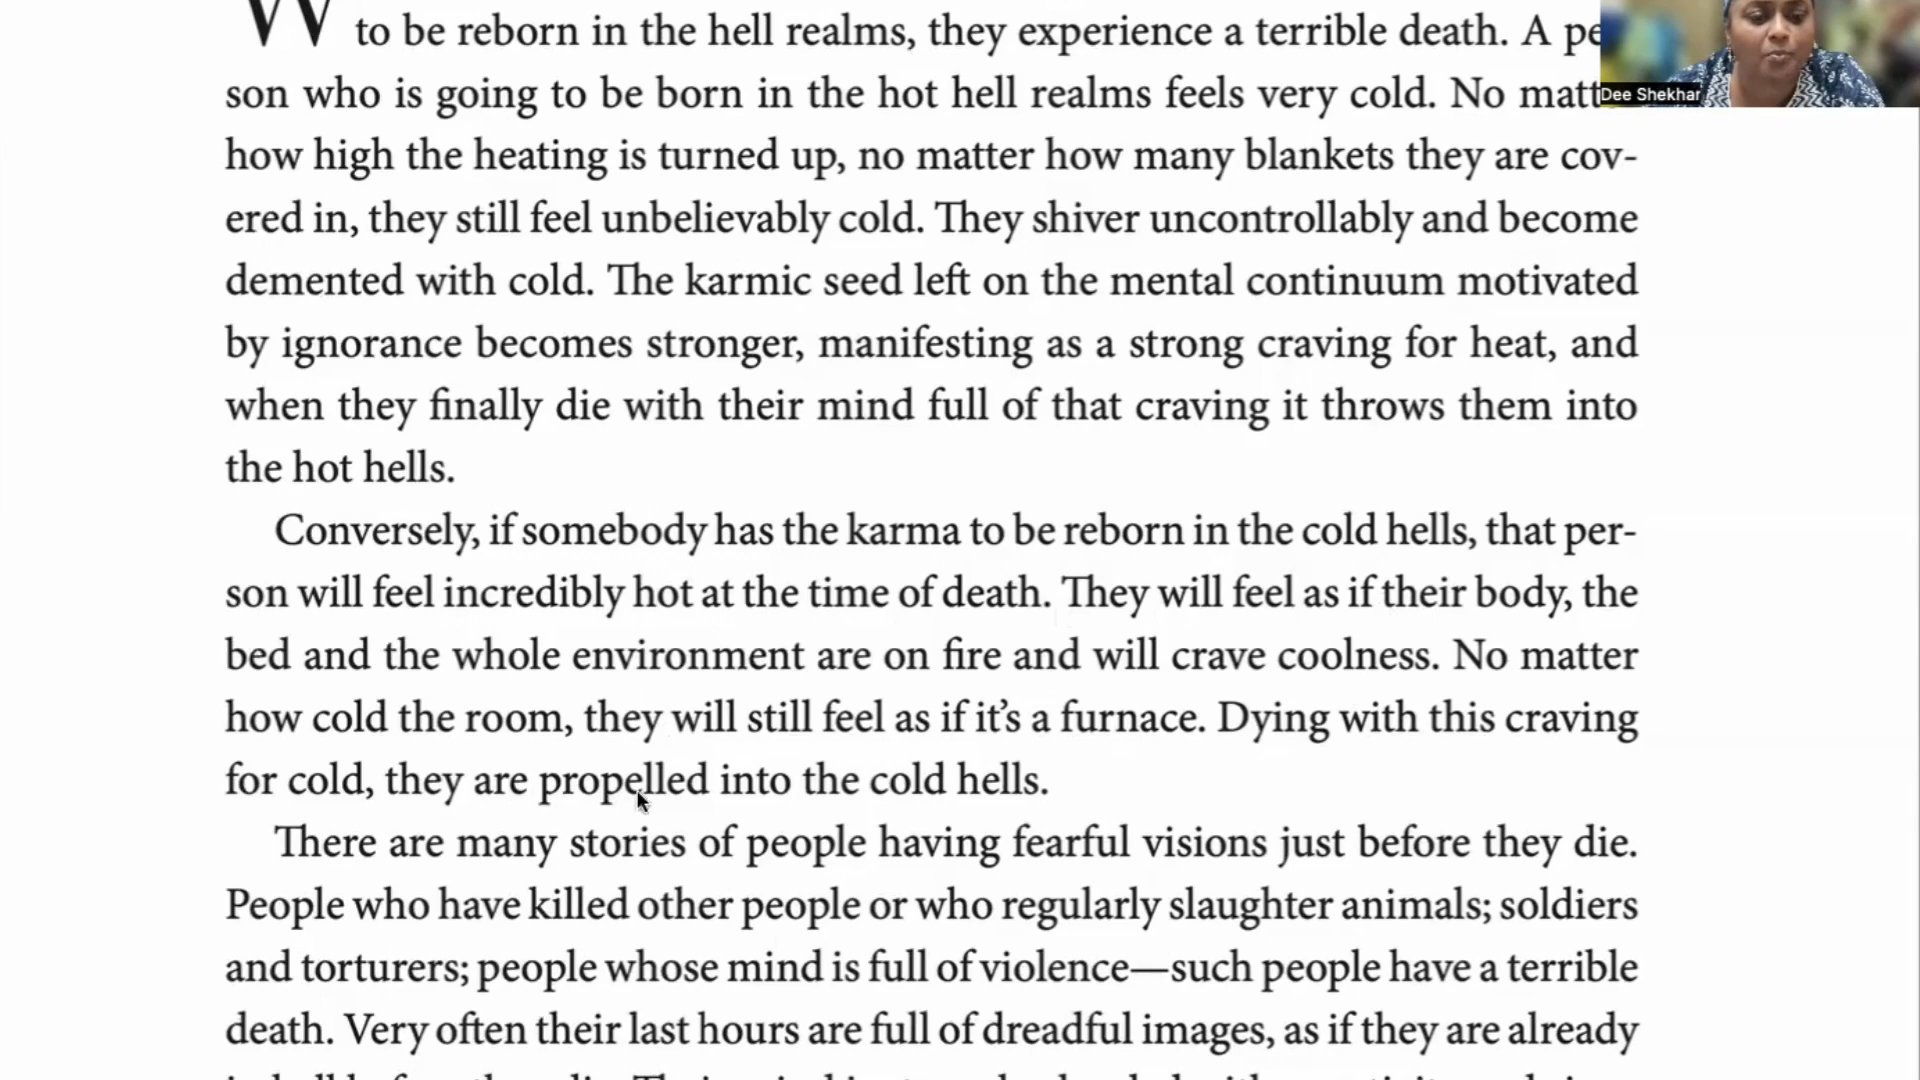 W to be reborn in the hell realms, they experience a terrible death. A pe
son who is going to be born in the hot hell realms feels very cold. No matt
Dee Shekhar
how high the heating is turned up, no matter how many blankets they are cov-
ered in, they still feel unbelievably cold. They shiver uncontrollably and become
demented with cold. The karmic seed left on the mental continuum motivated
by ignorance becomes stronger, manifesting as a strong craving for heat, and
when they finally die with their mind full of that craving it throws them into
the hot hells.
Conversely, if somebody has the karma to be reborn in the cold hells, that per-
son will feel incredibly hot at the time of death. They will feel as if their body, the
bed and the whole environment are on fire and will crave coolness. No matter
how cold the room, they will still feel as if it’s a furnace. Dying with this craving
for cold, they are propelled into the cold hells.
There are many stories of people having fearful visions just before they die.
People who have killed other people or who regularly slaughter animals; soldiers
and torturers; people whose mind is full of violence—such people have a terrible
death. Very often their last hours are full of dreadful images, as if they are already